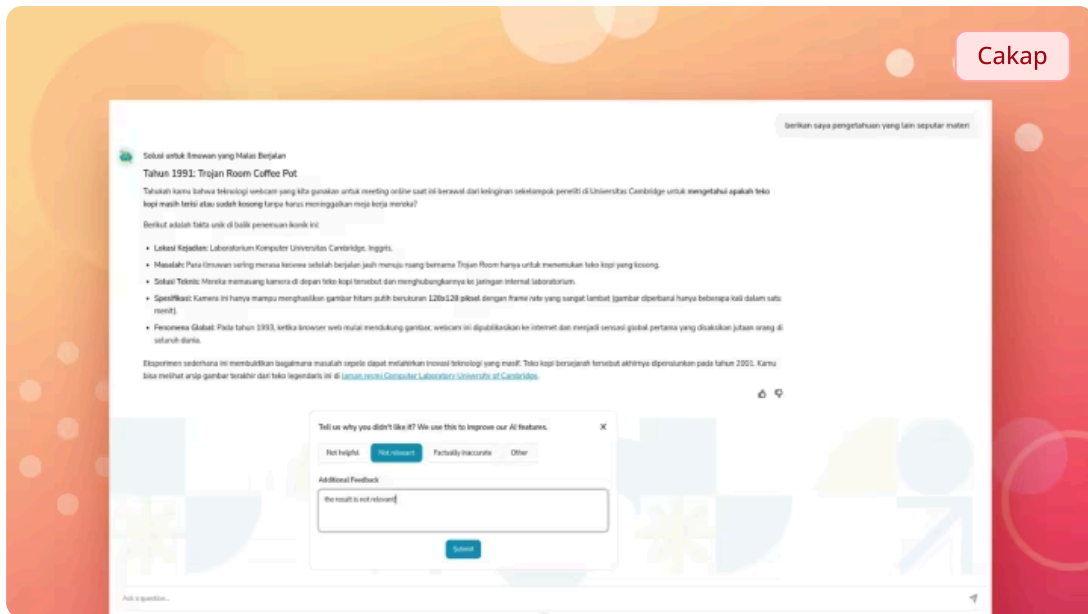 Cakap
berikan saya pengetahuan yang lain seputar materi
Solusi untuk Ilmuwan yang Malas Berjalan
Tahun 1991: Trojan Room Coffee Pot
Tahukah kamu bahwa teknologi webcam yang kita gunakan untuk meeting online saat ini berawal dari keinginan sekelompok peneliti di Universitas Cambridge untuk mengetahui apakah teko
kopi masih terisi atau sudah kosong tanpa harus meninggalkan meja kerja mereka?
Berikut adalah fakta unik di balik penemuan ikonik ini:
• Lokasi Kejadian: Laboratorium Komputer Universitas Cambridge, Inggris.
• Masalah: Para ilmuwan sering merasa kecewa setelah berjalan jauh menuju ruang bernama Trojan Room hanya untuk menemukan teko kopi yang kosong.
• Solusi Teknis: Mereka memasang kamera di depan teko kopi tersebut dan menghubungkannya ke jaringan internal laboratorium.
• Spesifikasi: Kamera ini hanya mampu menghasilkan gambar hitam putih berukuran 128x128 piksel dengan frame rate yang sangat lambat (gambar diperbarui hanya beberapa kali dalam satu
menit).
• Fenomena Global: Pada tahun 1993, ketika browser web mulai mendukung gambar, webcam ini dipublikasikan ke internet dan menjadi sensasi global pertama yang disaksikan jutaan orang di
seluruh dunia.
Eksperimen sederhana ini membuktikan bagaimana masalah sepele dapat melahirkan inovasi teknologi yang masif. Teko kopi bersejarah tersebut akhirnya dipensiunkan pada tahun 2001. Kamu
bisa melihat arsip gambar terakhir dari teko legendaris ini di laman resmi Computer Laboratory University of Cambridge.
Tell us why you didn't like it? We use this to improve our AI features.
Not helpful Not relevant Factually inaccurate Other
Additional Feedback
the result is not relevant
Submit
Ask a question...